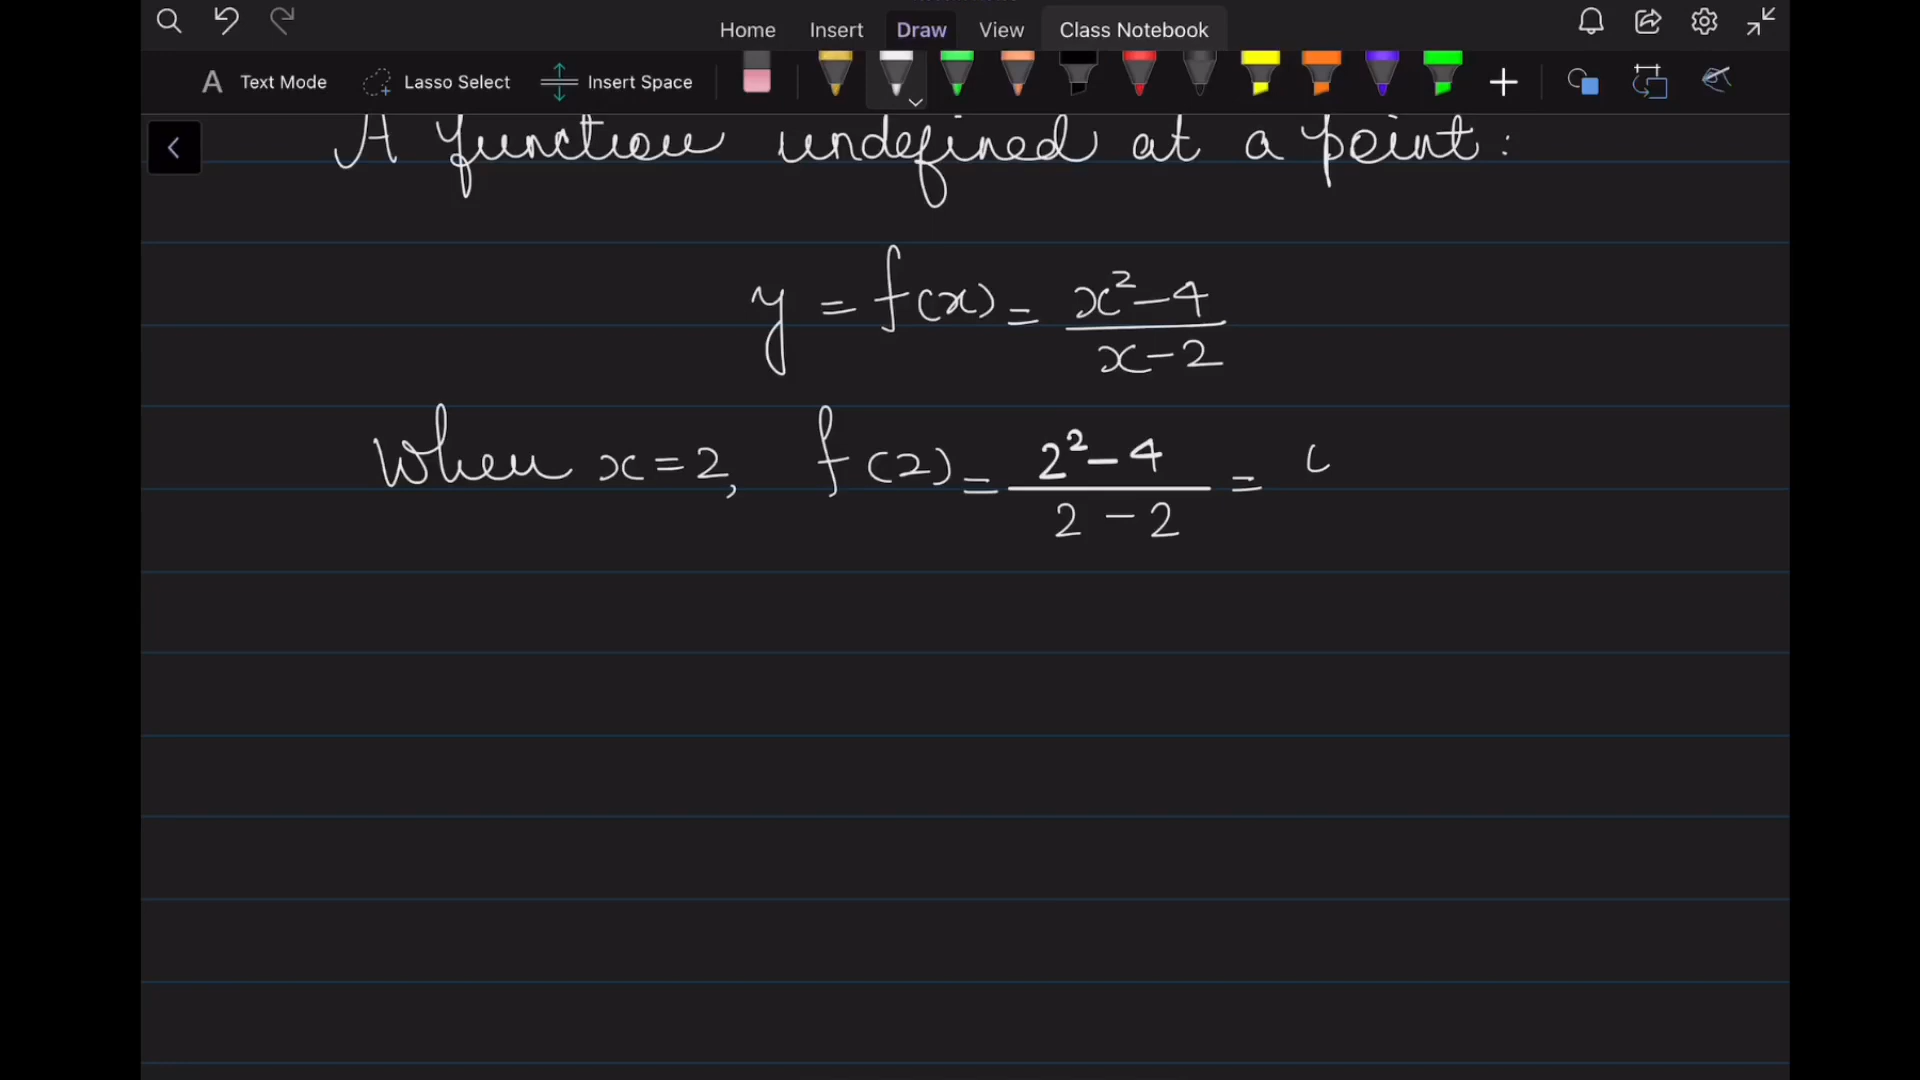 Home Insert Draw View Class Notebook
Text Mode Lasso Select Insert Space
A function undefined at a point:
y = f(x) = x²-4 / x-2
When x=2, f(2) = 2²-4 / 2-2 =